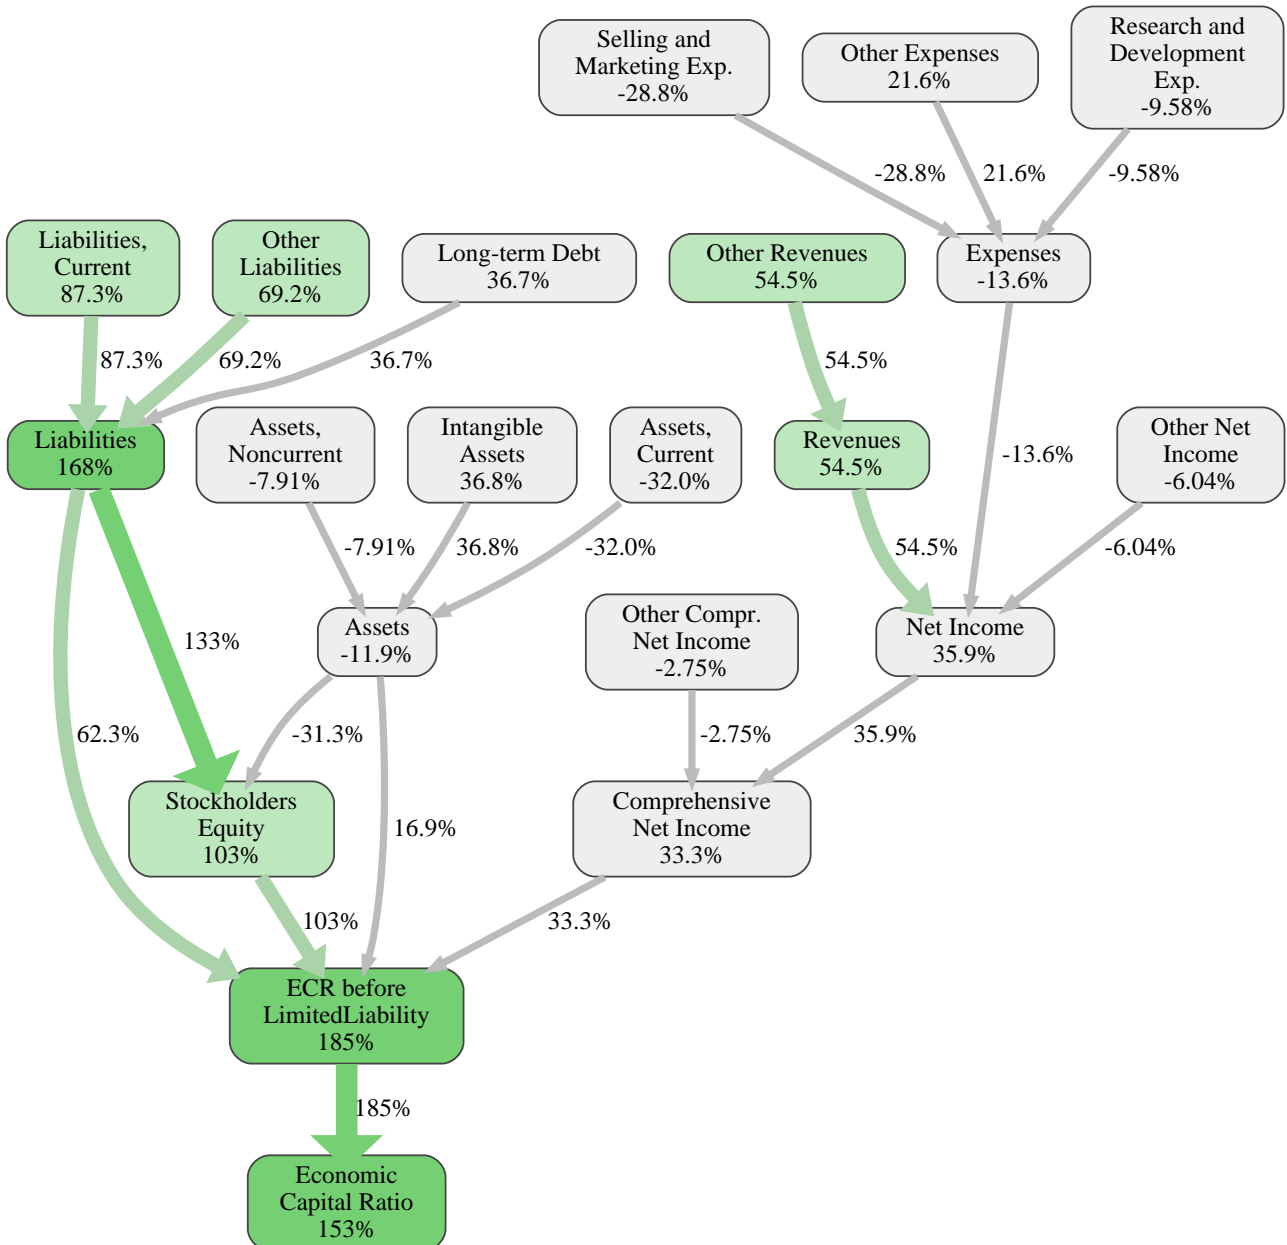 Selling and
Marketing Exp.
-28.8%
Other Expenses
21.6%
Research and
Development
Exp.
-9.58%
-28.8%
21.6%
-9.58%
Liabilities,
Current
87.3%
Other
Liabilities
69.2%
Long-term Debt
36.7%
Other Revenues
54.5%
Expenses
-13.6%
87.3%
69.2%
36.7%
54.5%
Liabilities
168%
Assets,
Noncurrent
-7.91%
Intangible
Assets
36.8%
Assets,
Current
-32.0%
Revenues
54.5%
-13.6%
Other Net
Income
-6.04%
-7.91%
36.8%
-32.0%
54.5%
-6.04%
133%
Assets
-11.9%
Other Compr.
Net Income
-2.75%
Net Income
35.9%
62.3%
-31.3%
-2.75%
35.9%
Stockholders
Equity
103%
16.9%
Comprehensive
Net Income
33.3%
103%
33.3%
ECR before
LimitedLiability
185%
185%
Economic
Capital Ratio
153%